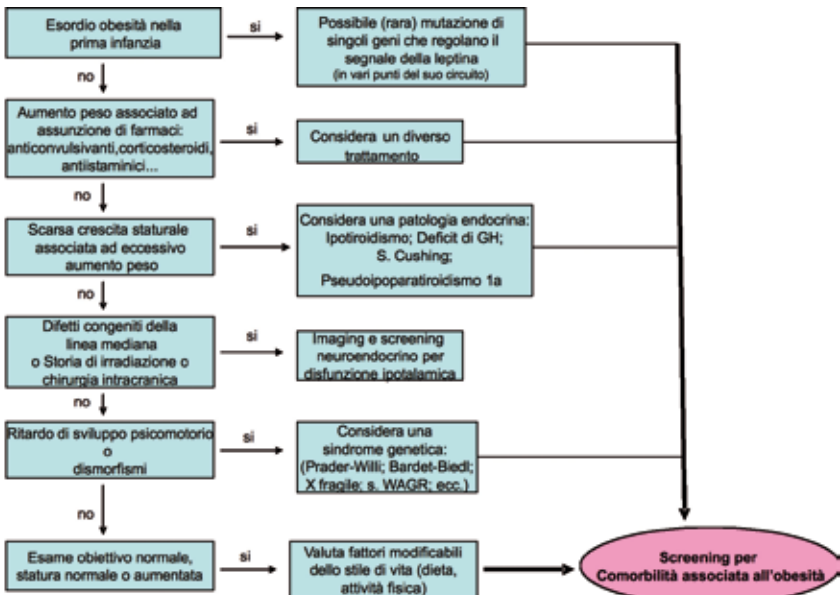 Esordio obesità nella
prima infanzia
si
Possibile (rara) mutazione di
singoli geni che regolano il
segnale della leptina
(in vari punti del suo circuito)
no
Aumento peso associato ad
assunzione di farmaci:
anticonvulsivanti,corticosteroidi,
antiistaminici...
si
Considera un diverso
trattamento
no
Scarsa crescita staturale
associata ad eccessivo
aumento peso
si
Considera una patologia endocrina:
Ipotiroidismo; Deficit di GH;
S. Cushing;
Pseudoipoparatiroidismo 1a
no
Difetti congeniti della
linea mediana
o Storia di irradiazione o
chirurgia intracranica
si
Imaging e screening
neuroendocrino per
disfunzione ipotalamica
no
Ritardo di sviluppo psicomotorio
o
dismorfismi
si
Considera una
sindrome genetica:
(Prader-Willi; Bardet-Biedl;
X fragile; s. WAGR; ecc.)
no
Esame obiettivo normale,
statura normale o aumentata
si
Valuta fattori modificabili
dello stile di vita (dieta,
attività fisica)
Screening per
Comorbilità associata all'obesità